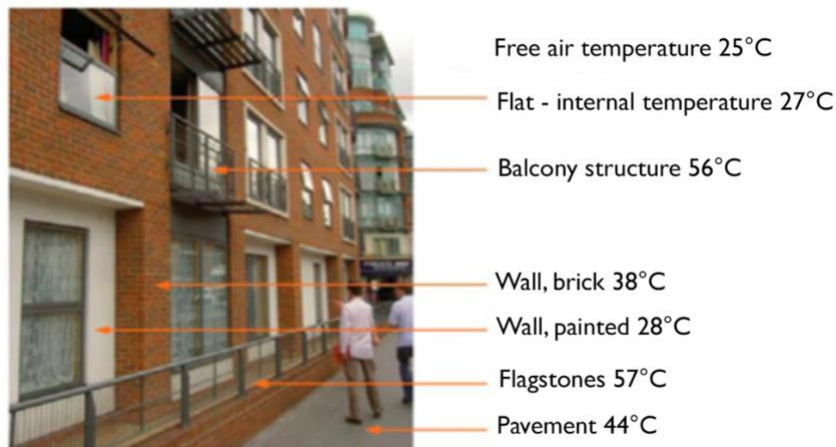 Free air temperature 25°C
Flat - internal temperature 27°C
Balcony structure 56°C
Wall, brick 38°C
Wall, painted 28°C
Flagstones 57°C
Pavement 44°C